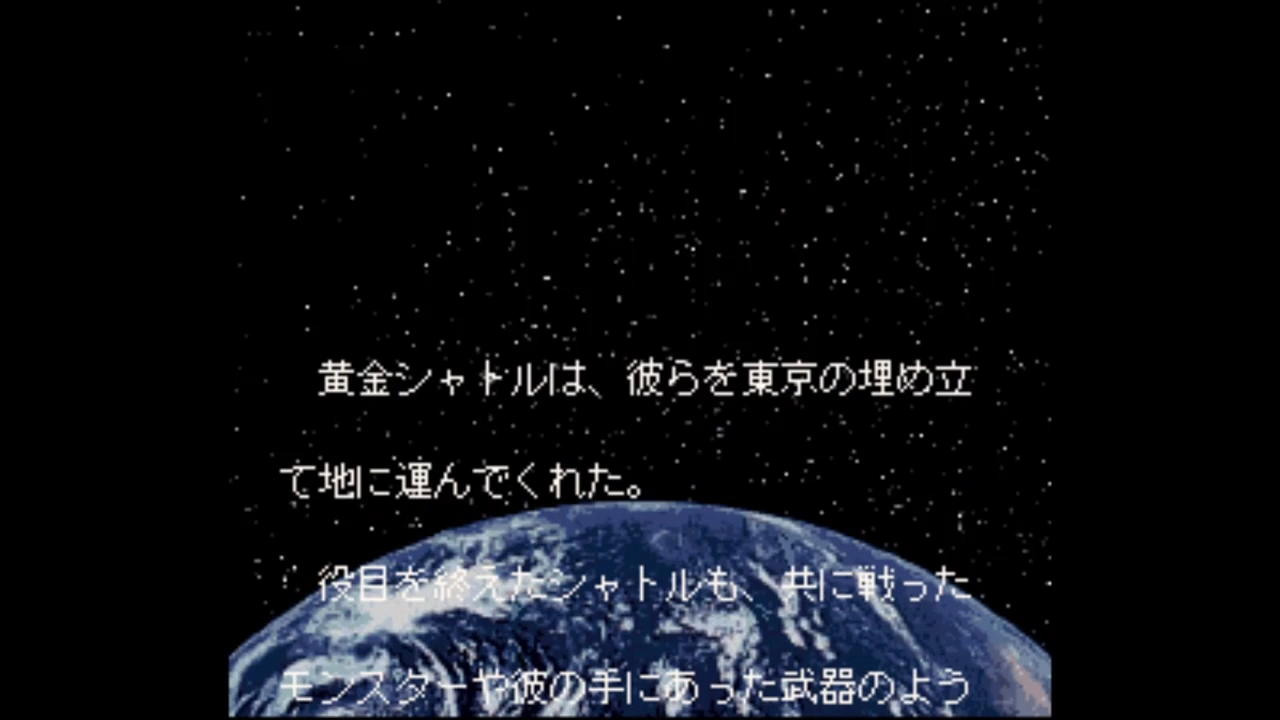 黄金シャトルは、彼らを東京の埋め立
て地に運んでくれた。
役目を終えたシャトルも、共に戦った
モンスターや彼の手にあった武器のよう